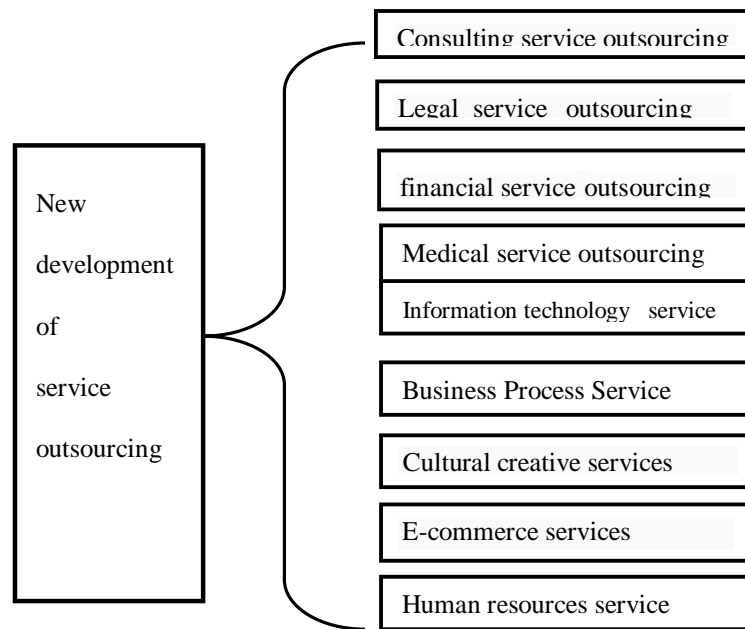 New
development
of
service
outsourcing
Consulting service outsourcing
Legal service outsourcing
financial service outsourcing
Medical service outsourcing
Information technology service
Business Process Service
Cultural creative services
E-commerce services
Human resources service